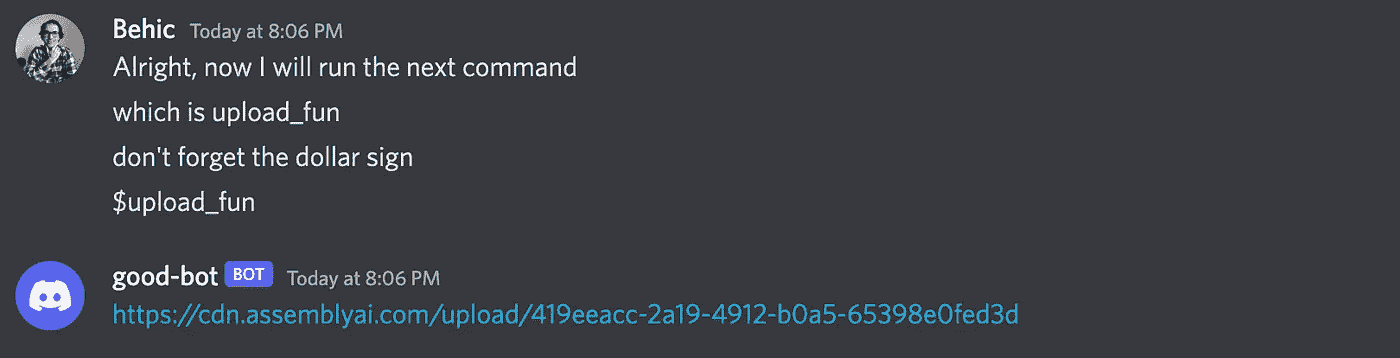 Behic Today at 8:06 PM
Alright, now I will run the next command
which is upload_fun
don't forget the dollar sign
$upload_fun
good-bot BOT Today at 8:06 PM
https://cdn.assemblyai.com/upload/419eeacc-2a19-4912-b0a5-65398e0fed3d